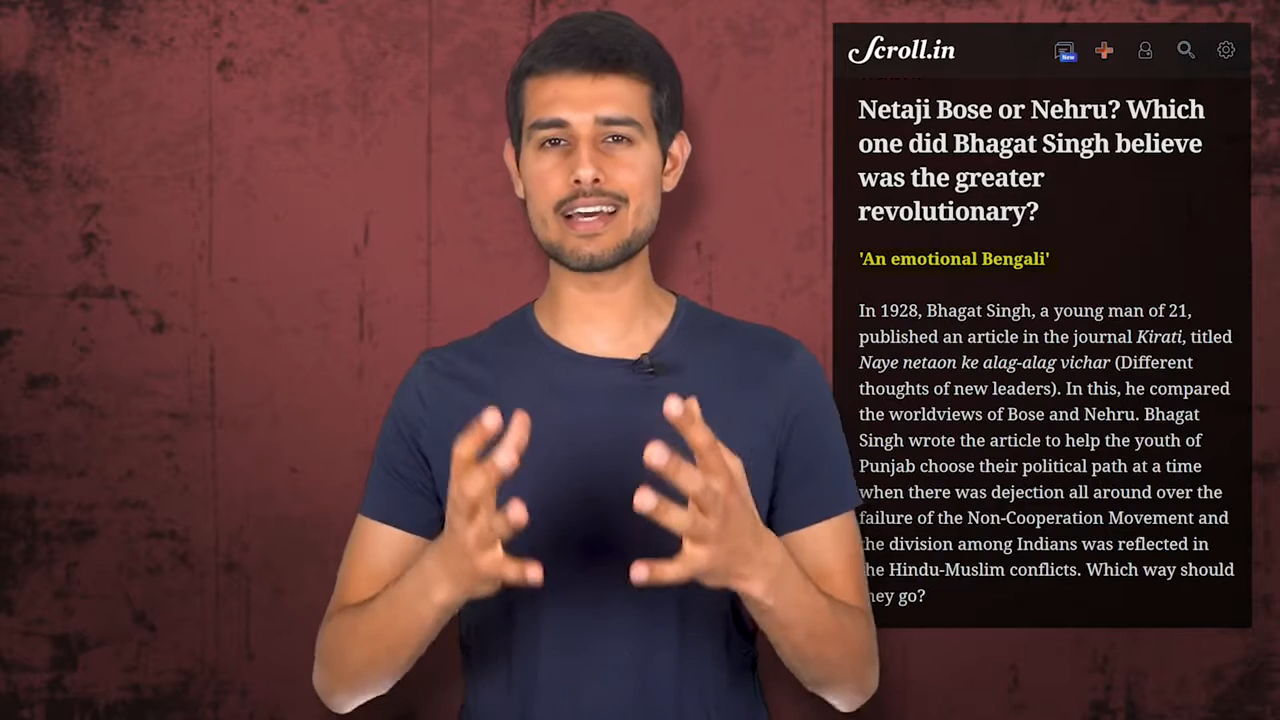 Scroll.in
New
Netaji Bose or Nehru? Which
one did Bhagat Singh believe
was the greater
revolutionary?
'An emotional Bengali'
In 1928, Bhagat Singh, a young man of 21,
published an article in the journal Kirati, titled
Naye netaon ke alag-alag vichar (Different
thoughts of new leaders). In this, he compared
the worldviews of Bose and Nehru. Bhagat
Singh wrote the article to help the youth of
Punjab choose their political path at a time
when there was dejection all around over the
failure of the Non-Cooperation Movement and
the division among Indians was reflected in
the Hindu-Muslim conflicts. Which way should
they go?